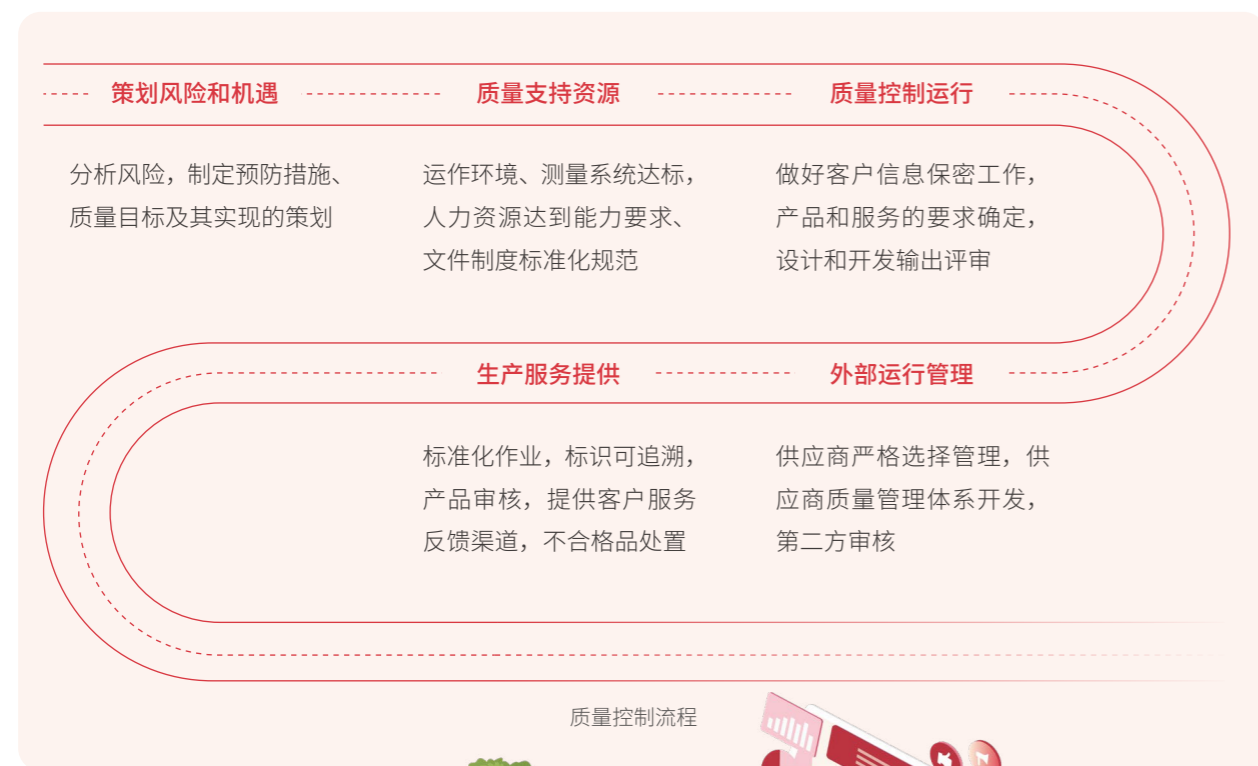 策划风险和机遇
质量支持资源
质量控制运行
分析风险，制定预防措施、
质量目标及其实现的策划
运作环境、测量系统达标，
人力资源达到能力要求、
文件制度标准化规范
做好客户信息保密工作，
产品和服务的要求确定，
设计和开发输出评审
外部运行管理
生产服务提供
供应商严格选择管理，供
应商质量管理体系开发，
第二方审核
标准化作业，标识可追溯，
产品审核，提供客户服务
反馈渠道，不合格品处置
质量控制流程